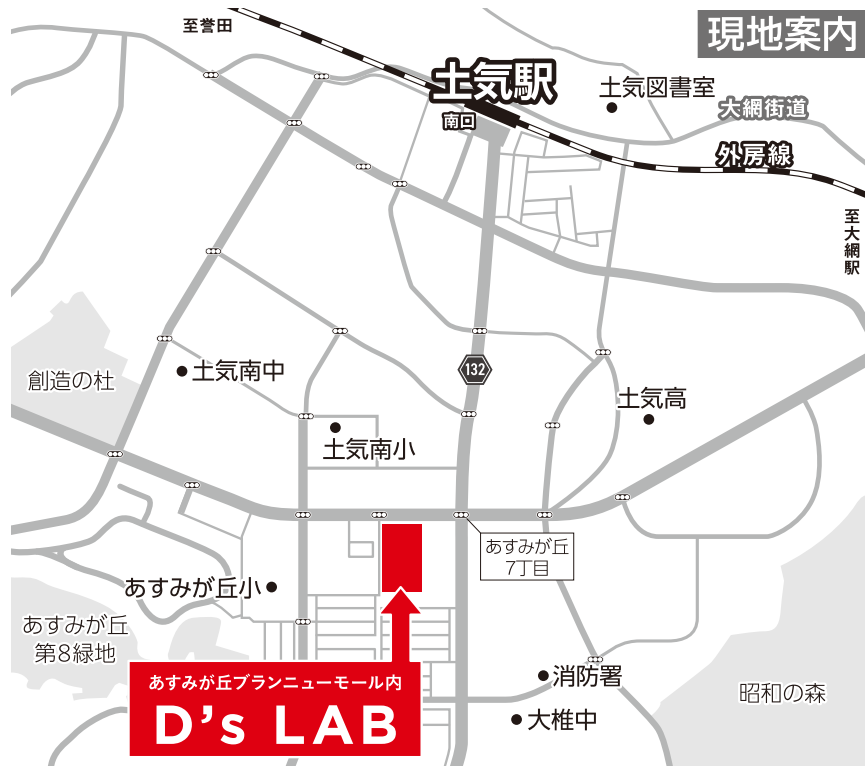 至誉田
現地案内
土気駅
南口
土気図書室
大網街道
外房線
至大網駅
132
創造の杜
土気南中
土気高
土気南小
あすみが丘
7丁目
あすみが丘小
あすみが丘
第8緑地
消防署
あすみが丘ブランニューモール内
D's LAB
昭和の森
大椎中